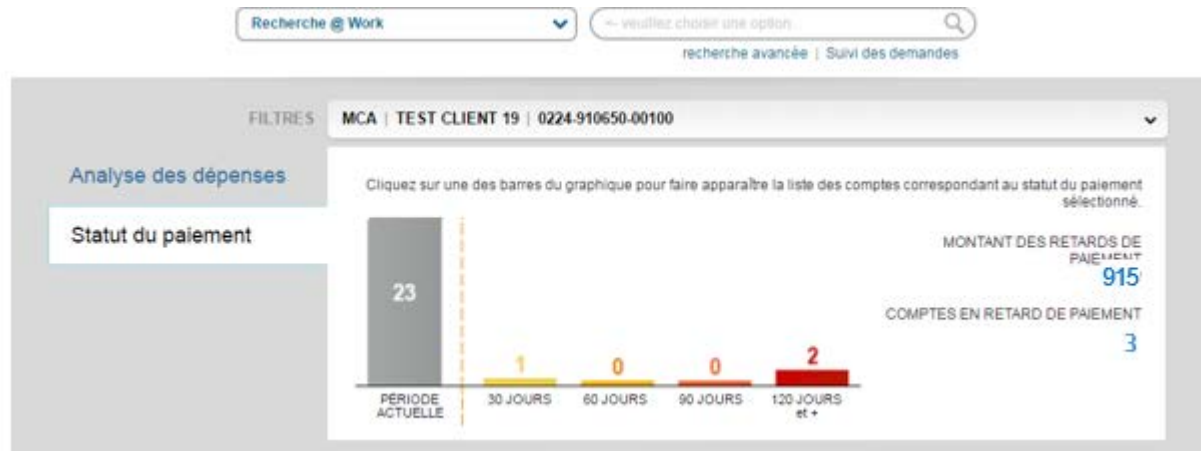 Recherche @ Work
<- veuillez choisir une option
recherche avancée | Suivi des demandes
FILTRES
MCA | TEST CLIENT 19 | 0224-910650-00100
Analyse des dépenses
Statut du paiement
Cliquez sur une des barres du graphique pour faire apparaître la liste des comptes correspondant au statut du paiement
sélectionné.
MONTANT DES RETARDS DE
PAIEMENT
915
COMPTES EN RETARD DE PAIEMENT
3
23
1
0
0
2
PÉRIODE
ACTUELLE
30 JOURS
60 JOURS
90 JOURS
120 JOURS
et +